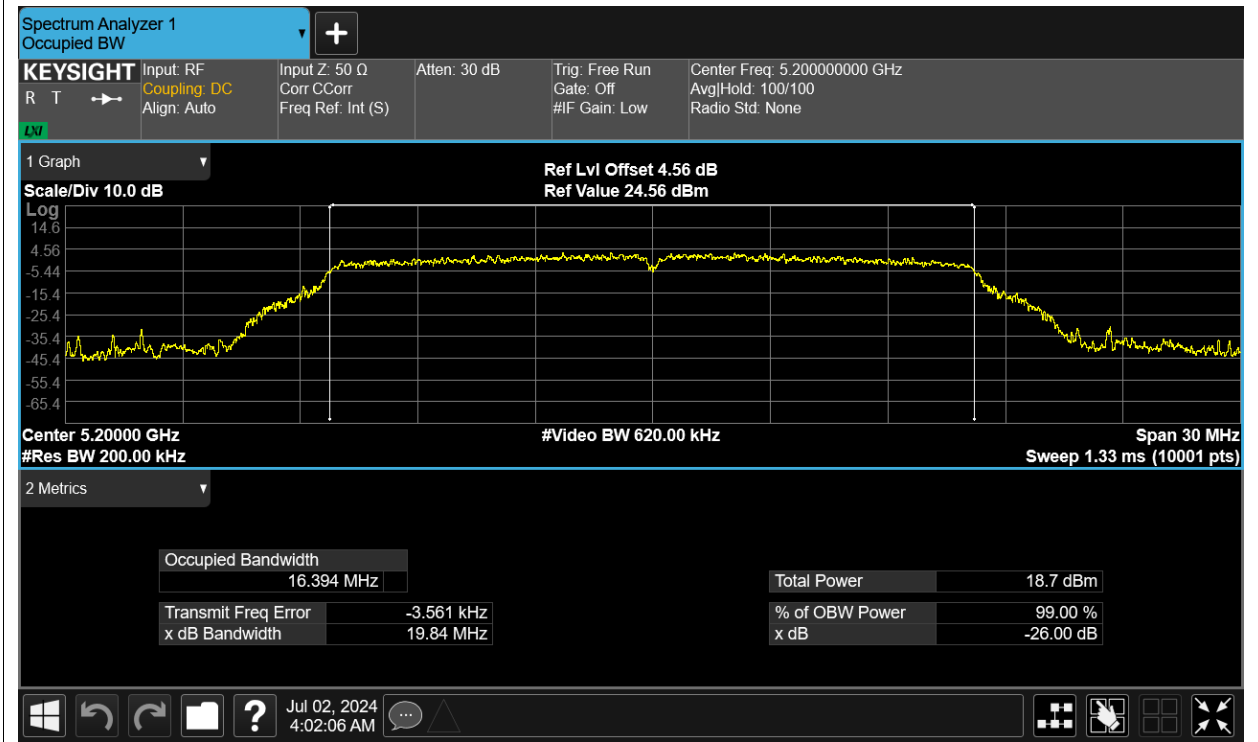 Spectrum Analyzer 1
Occupied BW
KEYSIGHT
R T
LXI
Input: RF
Coupling: DC
Align: Auto
Input Z: 50 Ω
Corr CCorr
Freq Ref: Int (S)
Atten: 30 dB
Trig: Free Run
Gate: Off
#IF Gain: Low
Center Freq: 5.200000000 GHz
Avg|Hold: 100/100
Radio Std: None
1 Graph
Scale/Div 10.0 dB
Ref Lvl Offset 4.56 dB
Ref Value 24.56 dBm
Log
14.6
4.56
-5.44
-15.4
-25.4
-35.4
-45.4
-55.4
-65.4
Center 5.20000 GHz
#Res BW 200.00 kHz
#Video BW 620.00 kHz
Span 30 MHz
Sweep 1.33 ms (10001 pts)
2 Metrics
Occupied Bandwidth
16.394 MHz
Transmit Freq Error -3.561 kHz
x dB Bandwidth 19.84 MHz
Total Power 18.7 dBm
% of OBW Power 99.00 %
x dB -26.00 dB
?
Jul 02, 2024
4:02:06 AM